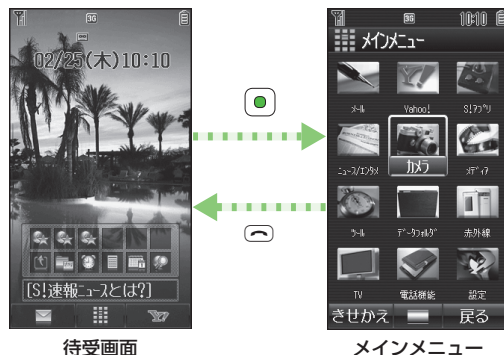 3G
02/25(木)10:10
[S!速報ニュースとは?]
Y!
待受画面
3G 10:10
メインメニュー
メール Yahoo! S!アプリ
ニュース/エンタメ カメラ メディア
ツール データフォルダ 赤外線
TV 電話機能 設定
きせかえ 戻る
メインメニュー